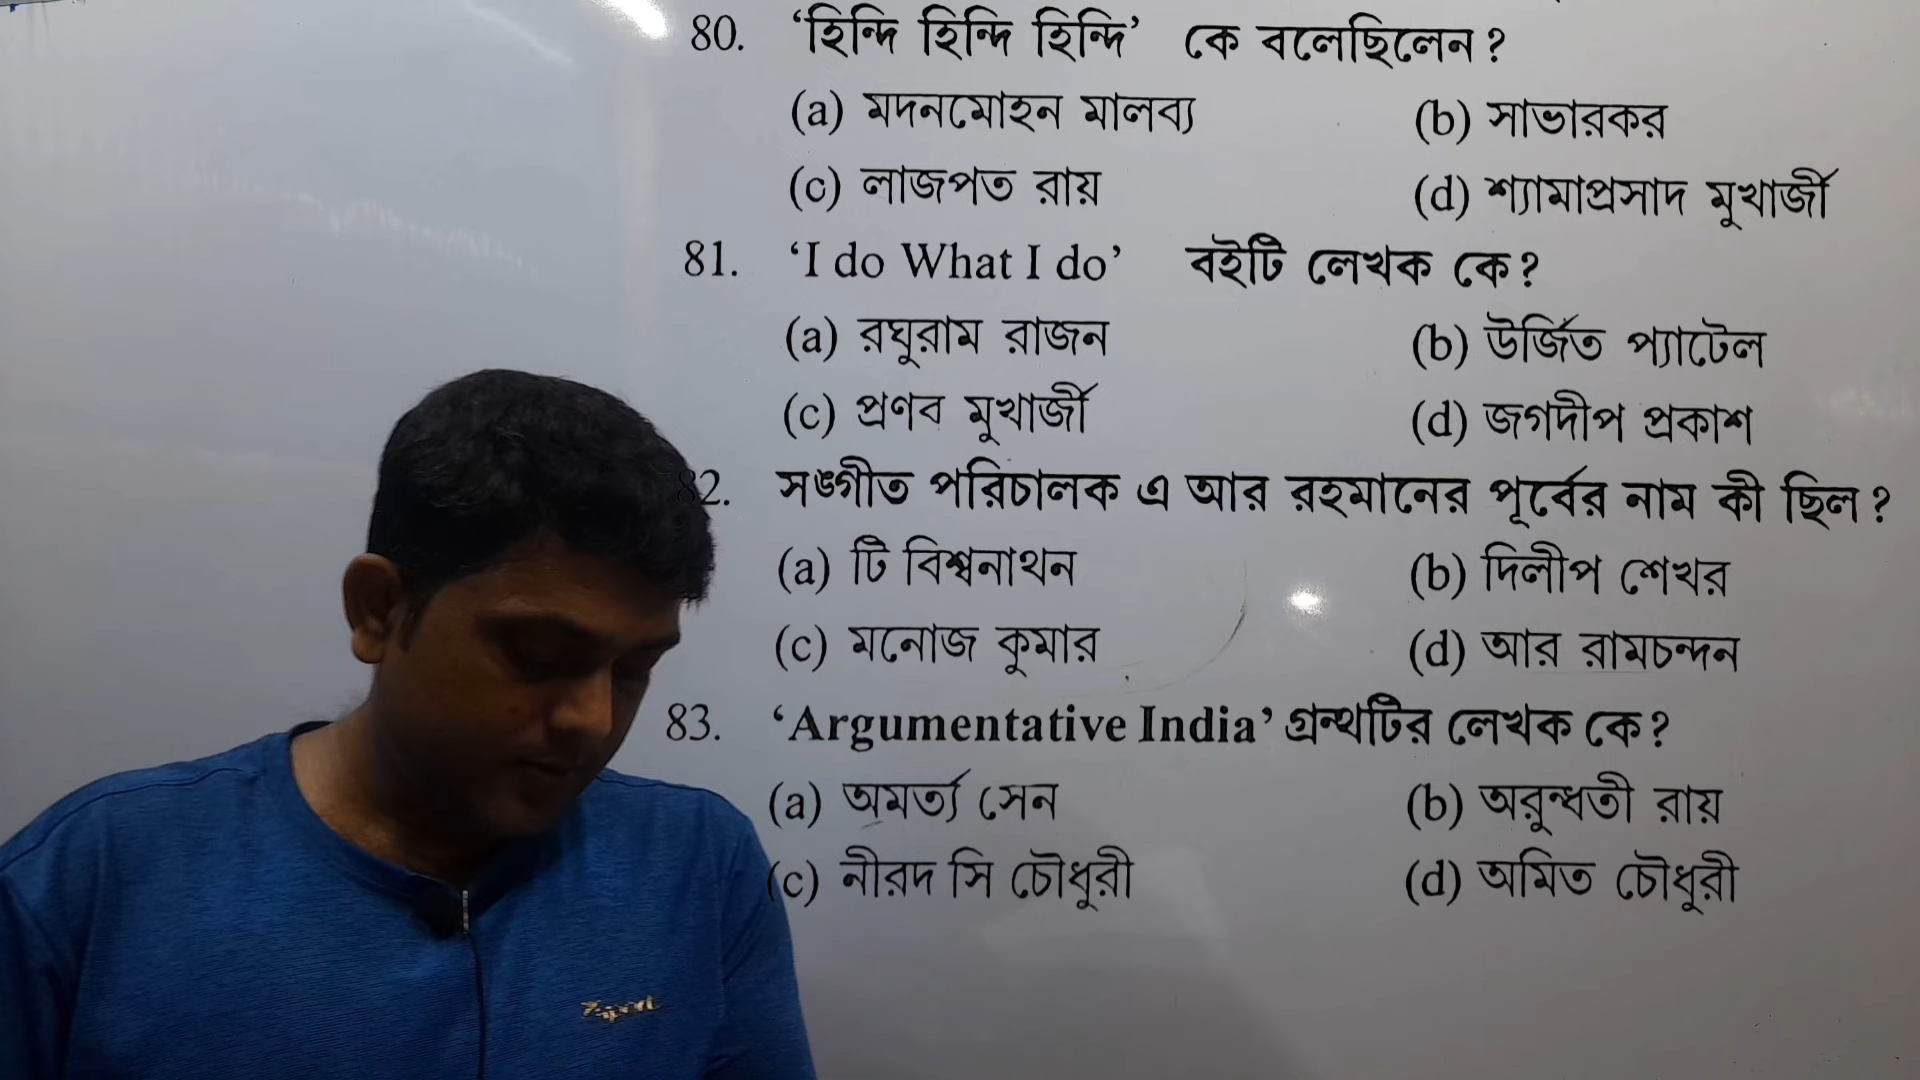 80. ‘হিন্দি হিন্দি হিন্দি’ কে বলেছিলেন?
(a) মদনমোহন মালব্য (b) সাভারকর
(c) লাজপত রায় (d) শ্যামাপ্রসাদ মুখার্জী
81. ‘I do What I do’ বইটি লেখক কে?
(a) রঘুরাম রাজন (b) উর্জিত প্যাটেল
(c) প্রণব মুখার্জী (d) জগদীপ প্রকাশ
82. সঙ্গীত পরিচালক এ আর রহমানের পূর্বের নাম কী ছিল?
(a) টি বিশ্বনাথন (b) দিলীপ শেখর
(c) মনোজ কুমার (d) আর রামচন্দন
83. ‘Argumentative India’ গ্রন্থটির লেখক কে?
(a) অমর্ত্য সেন (b) অরুন্ধতী রায়
(c) নীরদ সি চৌধুরী (d) অমিত চৌধুরী